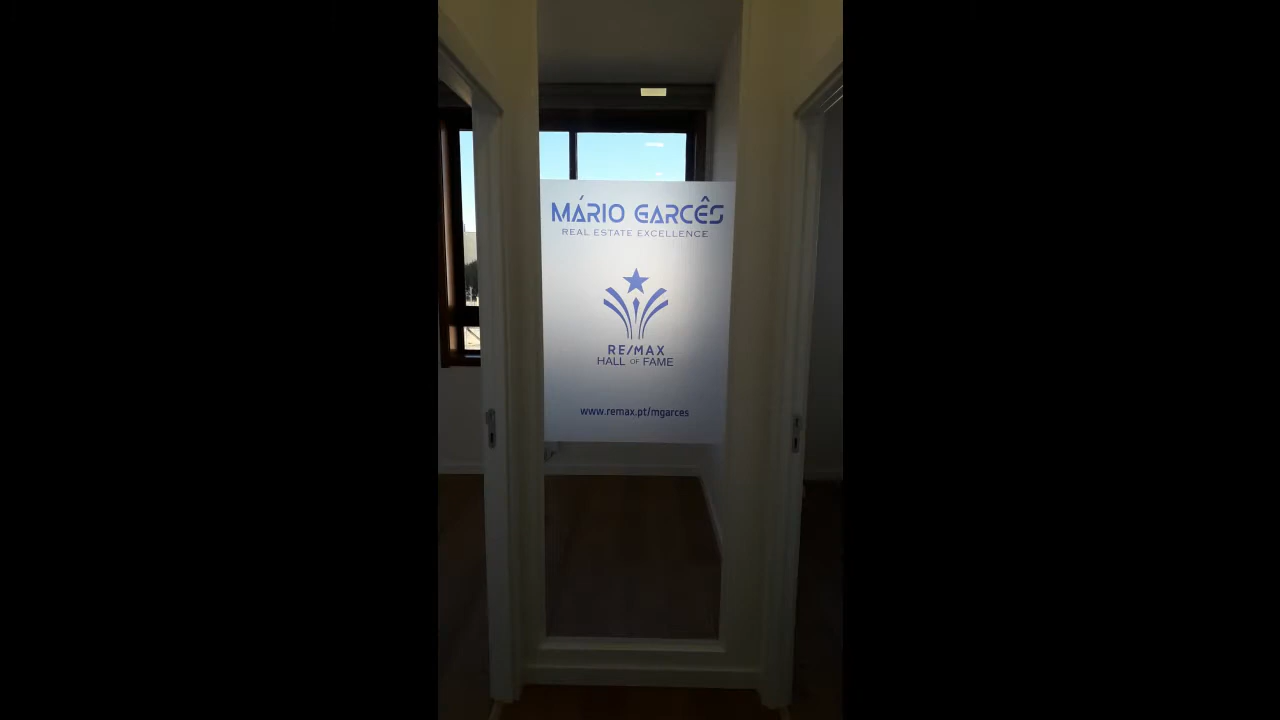 MÁRIO GARCÊS
REAL ESTATE EXCELLENCE
RE/MAX
HALL OF FAME
www.remax.pt/mgarces